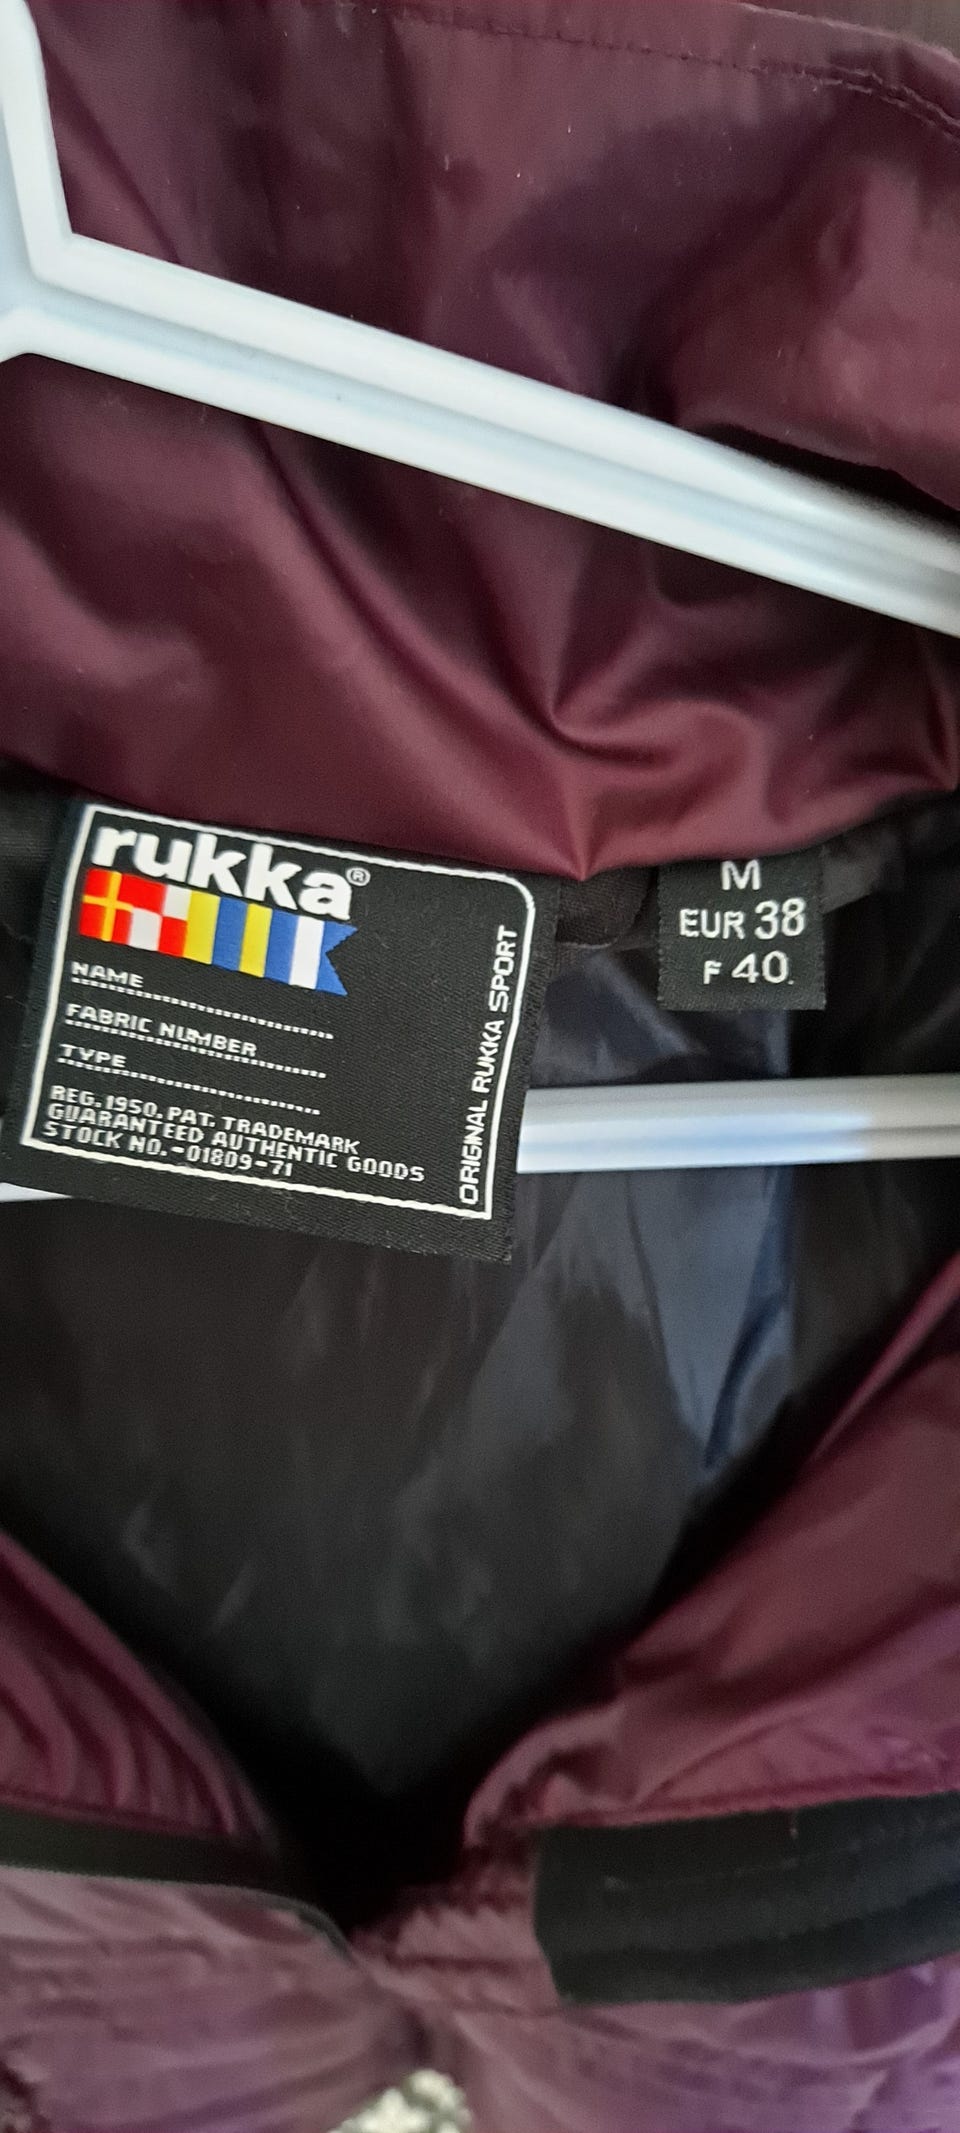 rukka®
NAME
FABRIC NUMBER
TYPE
REG. 1950. PAT. TRADEMARK
GUARANTEED AUTHENTIC GOODS
STOCK NO.-01809-71
ORIGINAL RUKKA SPORT
M
EUR 38
F 40